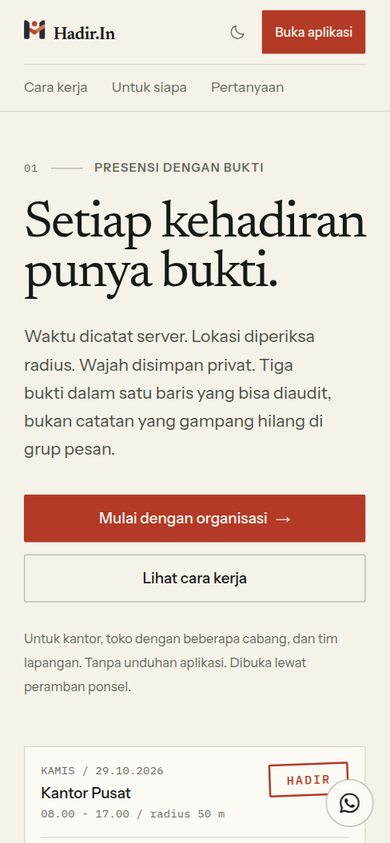 Hadir.In
Buka aplikasi
Cara kerja
Untuk siapa
Pertanyaan
01
PRESENSI DENGAN BUKTI
Setiap kehadiran
punya bukti.
Waktu dicatat server. Lokasi diperiksa
radius. Wajah disimpan privat. Tiga
bukti dalam satu baris yang bisa diaudit,
bukan catatan yang gampang hilang di
grup pesan.
Mulai dengan organisasi →
Lihat cara kerja
Untuk kantor, toko dengan beberapa cabang, dan tim
lapangan. Tanpa unduhan aplikasi. Dibuka lewat
peramban ponsel.
KAMIS / 29.10.2026
HADIR
Kantor Pusat
08.00 - 17.00 / radius 50 m